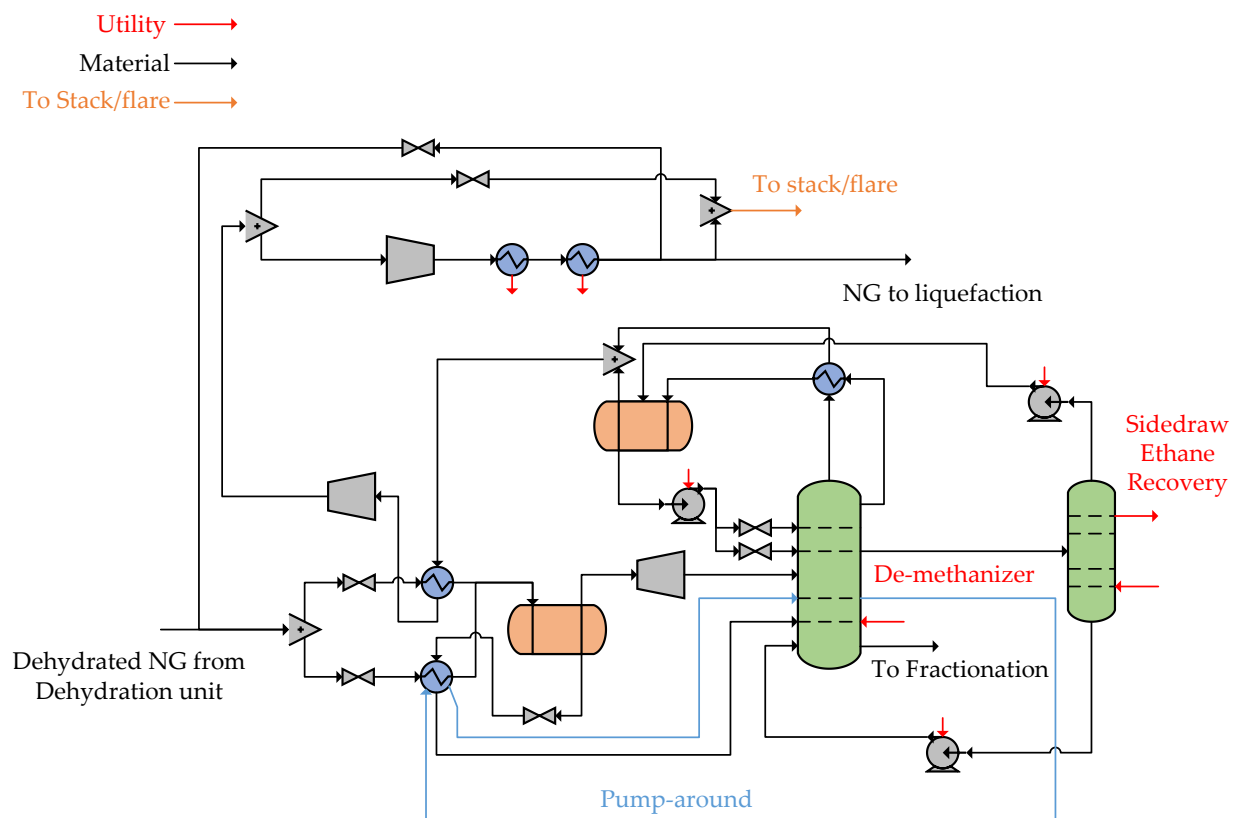 Utility
Material
To Stack/flare
To stack/flare
NG to liquefaction
Sidedraw
Ethane
Recovery
De-methanizer
Dehydrated NG from
Dehydration unit
To Fractionation
Pump-around